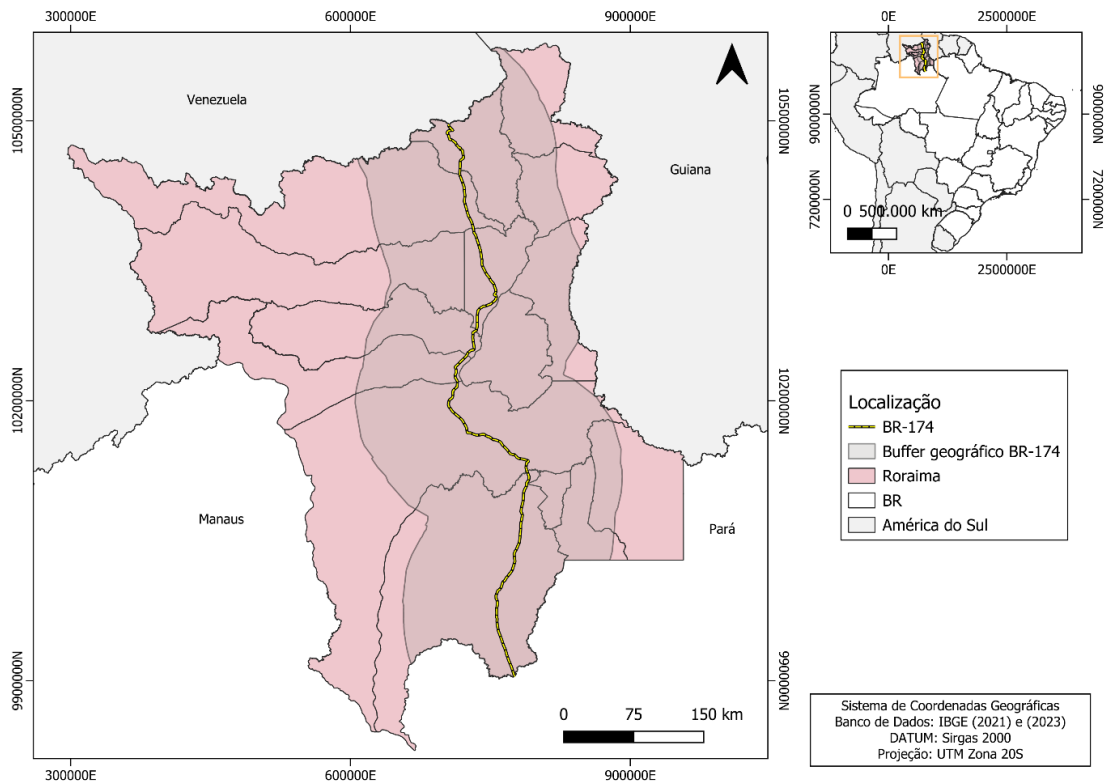 300000E
600000E
900000E
0E
2500000E
10500000N
10200000N
9900000N
Venezuela
Guiana
Manaus
Pará
10500000N
10200000N
9900000N
0
75
150 km
300000E
600000E
900000E
9000000N
7200000N
9000000N
7200000N
0 500
1.000 km
0E
2500000E
Localização
BR-174
Buffer geográfico BR-174
Roraima
BR
América do Sul
Sistema de Coordenadas Geográficas
Banco de Dados: IBGE (2021) e (2023)
DATUM: Sirgas 2000
Projeção: UTM Zona 20S